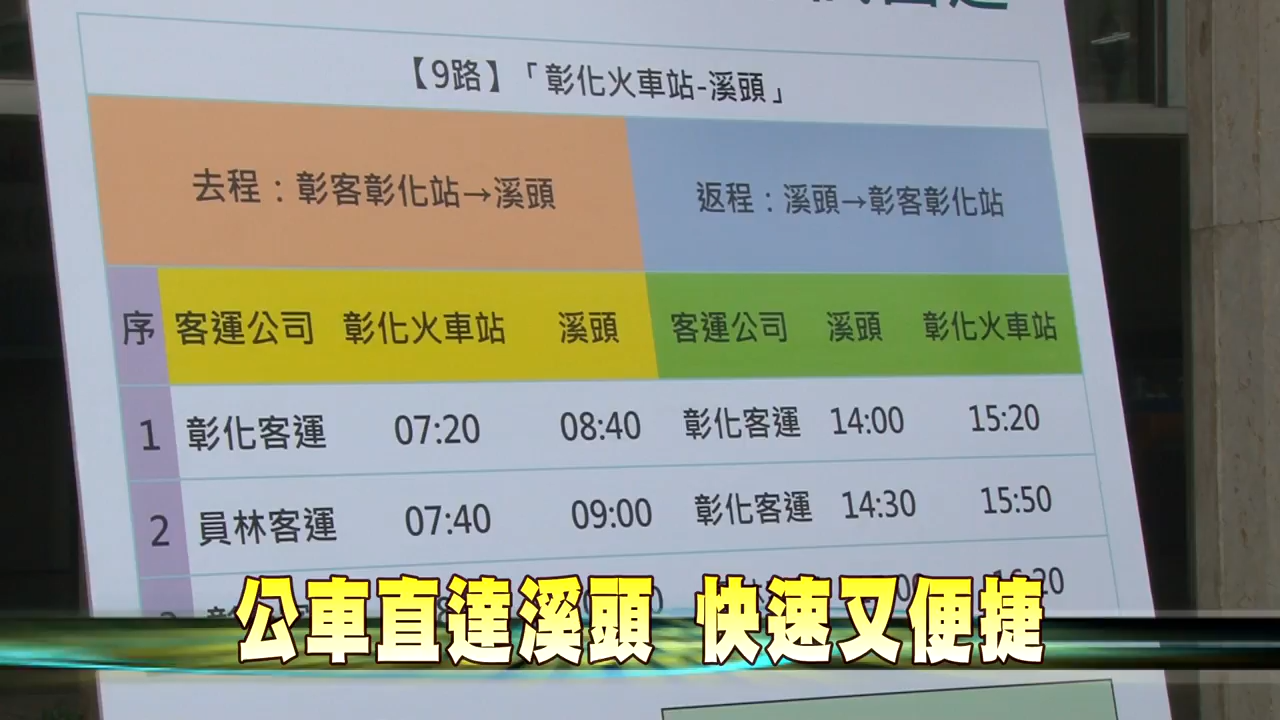 【9路】「彰化火車站-溪頭」
去程：彰客彰化站→溪頭 返程：溪頭→彰客彰化站
序 客運公司 彰化火車站 溪頭 客運公司 溪頭 彰化火車站
1 彰化客運 07:20 08:40 彰化客運 14:00 15:20
2 員林客運 07:40 09:00 彰化客運 14:30 15:50
公車直達溪頭 快速又便捷